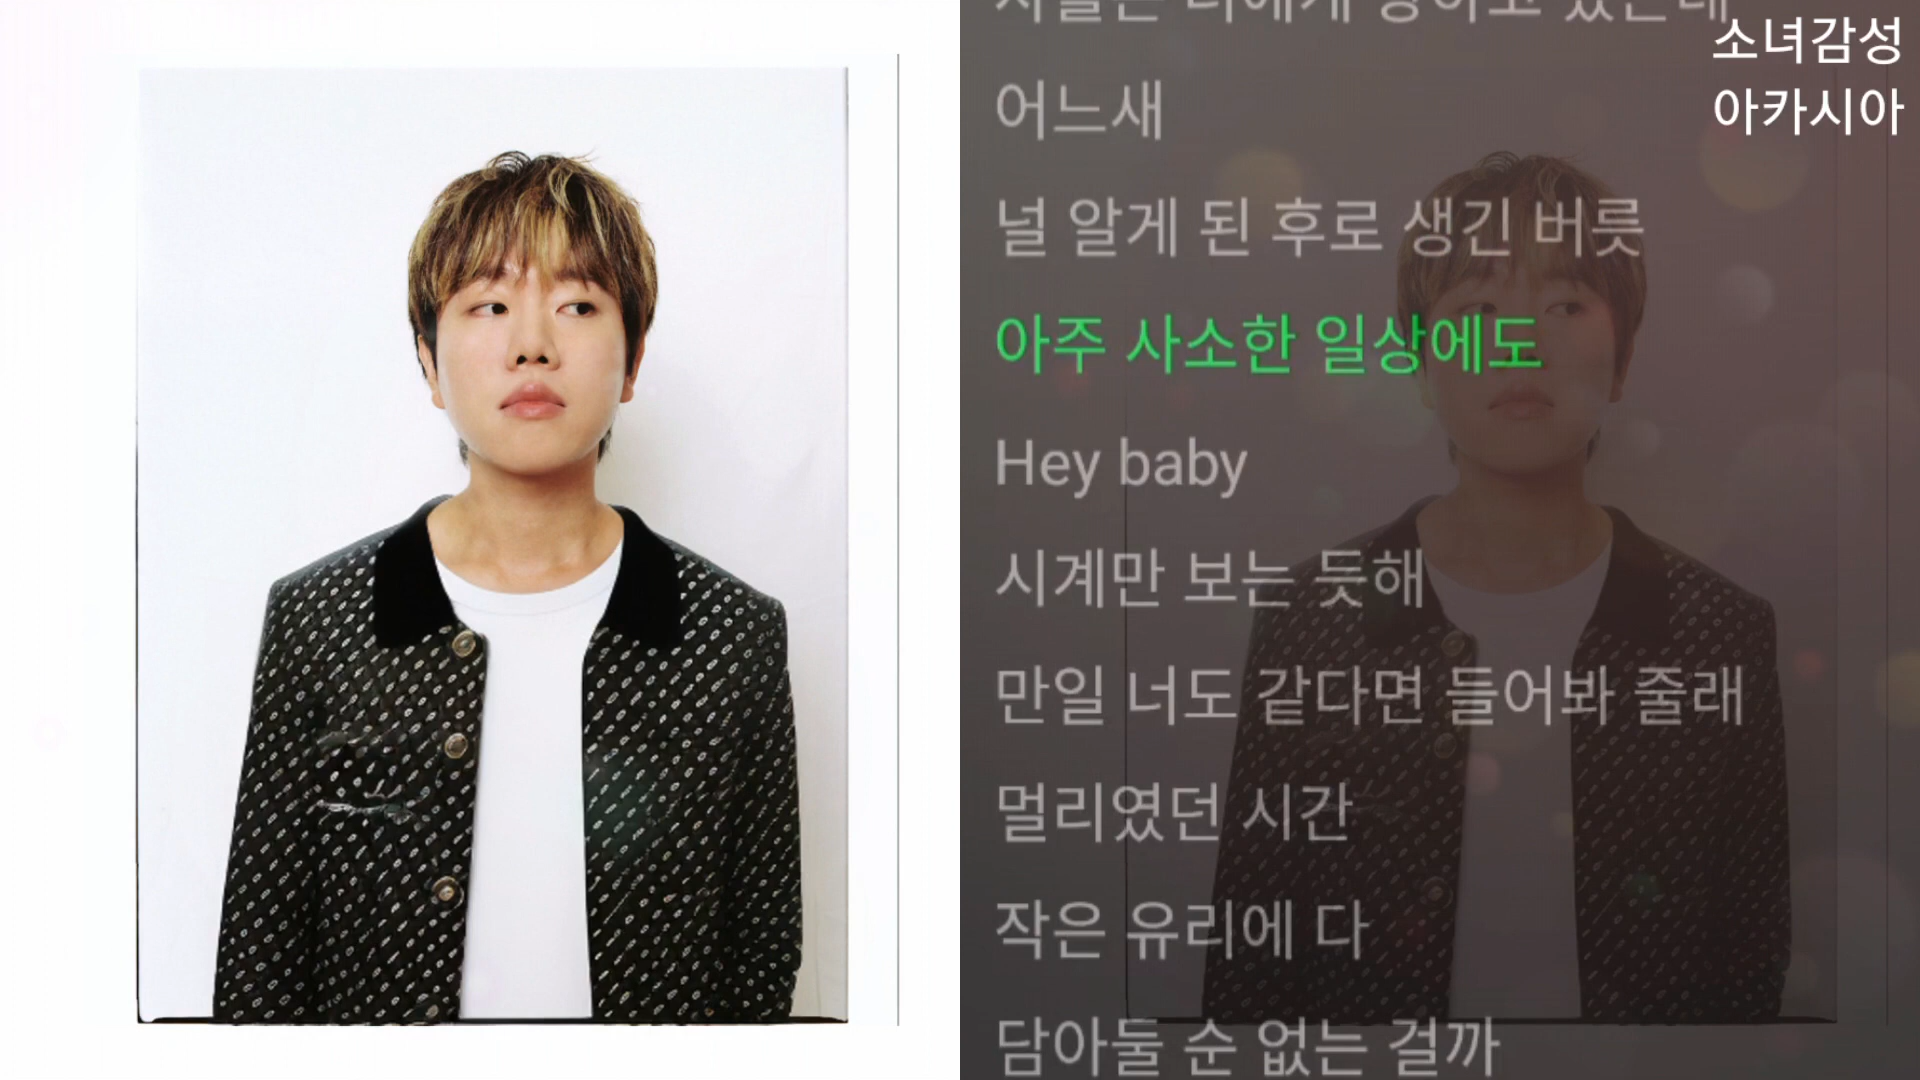 소녀감성
아카시아
어느새
널 알게 된 후로 생긴 버릇
아주 사소한 일상에도
Hey baby
시계만 보는 듯해
만일 너도 같다면 들어봐 줄래
멀리였던 시간
작은 유리에 다
담아둘 순 없는 걸까